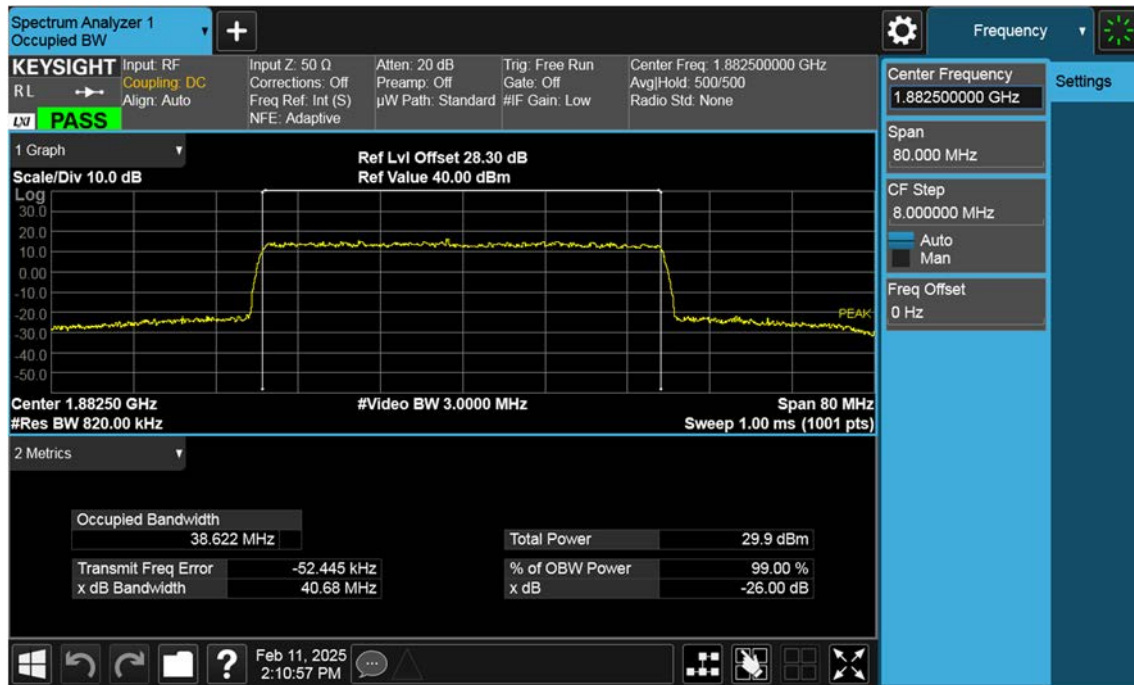 Spectrum Analyzer 1
Occupied BW
Frequency
KEYSIGHT
RL
LXI
PASS
Input: RF
Coupling: DC
Align: Auto
Input Z: 50 Ω
Corrections: Off
Freq Ref: Int (S)
NFE: Adaptive
Atten: 20 dB
Preamp: Off
µW Path: Standard
Trig: Free Run
Gate: Off
#IF Gain: Low
Center Freq: 1.882500000 GHz
Avg|Hold: 500/500
Radio Std: None
Center Frequency
1.882500000 GHz
Settings
Span
80.000 MHz
CF Step
8.000000 MHz
Auto
Man
Freq Offset
0 Hz
1 Graph
Scale/Div 10.0 dB
Ref Lvl Offset 28.30 dB
Ref Value 40.00 dBm
Log
30.0
20.0
10.0
0.00
-10.0
-20.0
-30.0
-40.0
-50.0
PEAK
Center 1.88250 GHz
#Video BW 3.0000 MHz
Span 80 MHz
#Res BW 820.00 kHz
Sweep 1.00 ms (1001 pts)
2 Metrics
Occupied Bandwidth
38.622 MHz
Total Power 29.9 dBm
Transmit Freq Error -52.445 kHz
% of OBW Power 99.00 %
x dB Bandwidth 40.68 MHz
x dB -26.00 dB
?
Feb 11, 2025
2:10:57 PM